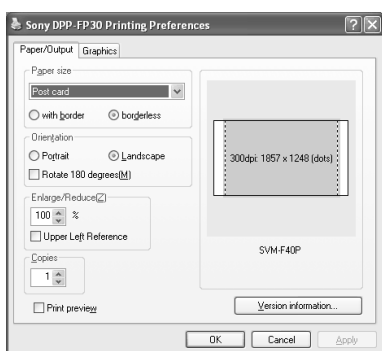 Sony DPP-FP30 Printing Preferences
Paper/Output Graphics
Paper size
Post card
with border borderless
Orientation
Portrait Landscape
Rotate 180 degrees(M)
Enlarge/Reduce(Z)
100 %
Upper Left Reference
Copies
1
Print preview
300dpi: 1857 x 1248 (dots)
SVM-F40P
Version information...
OK Cancel Apply